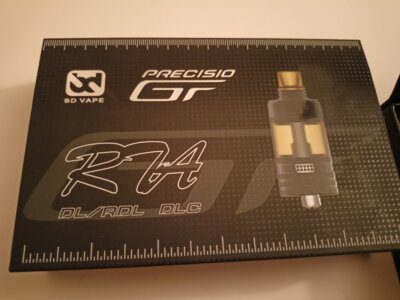 BD VAPE
PRECISIO
GT
RTA
DL/RDL DLC